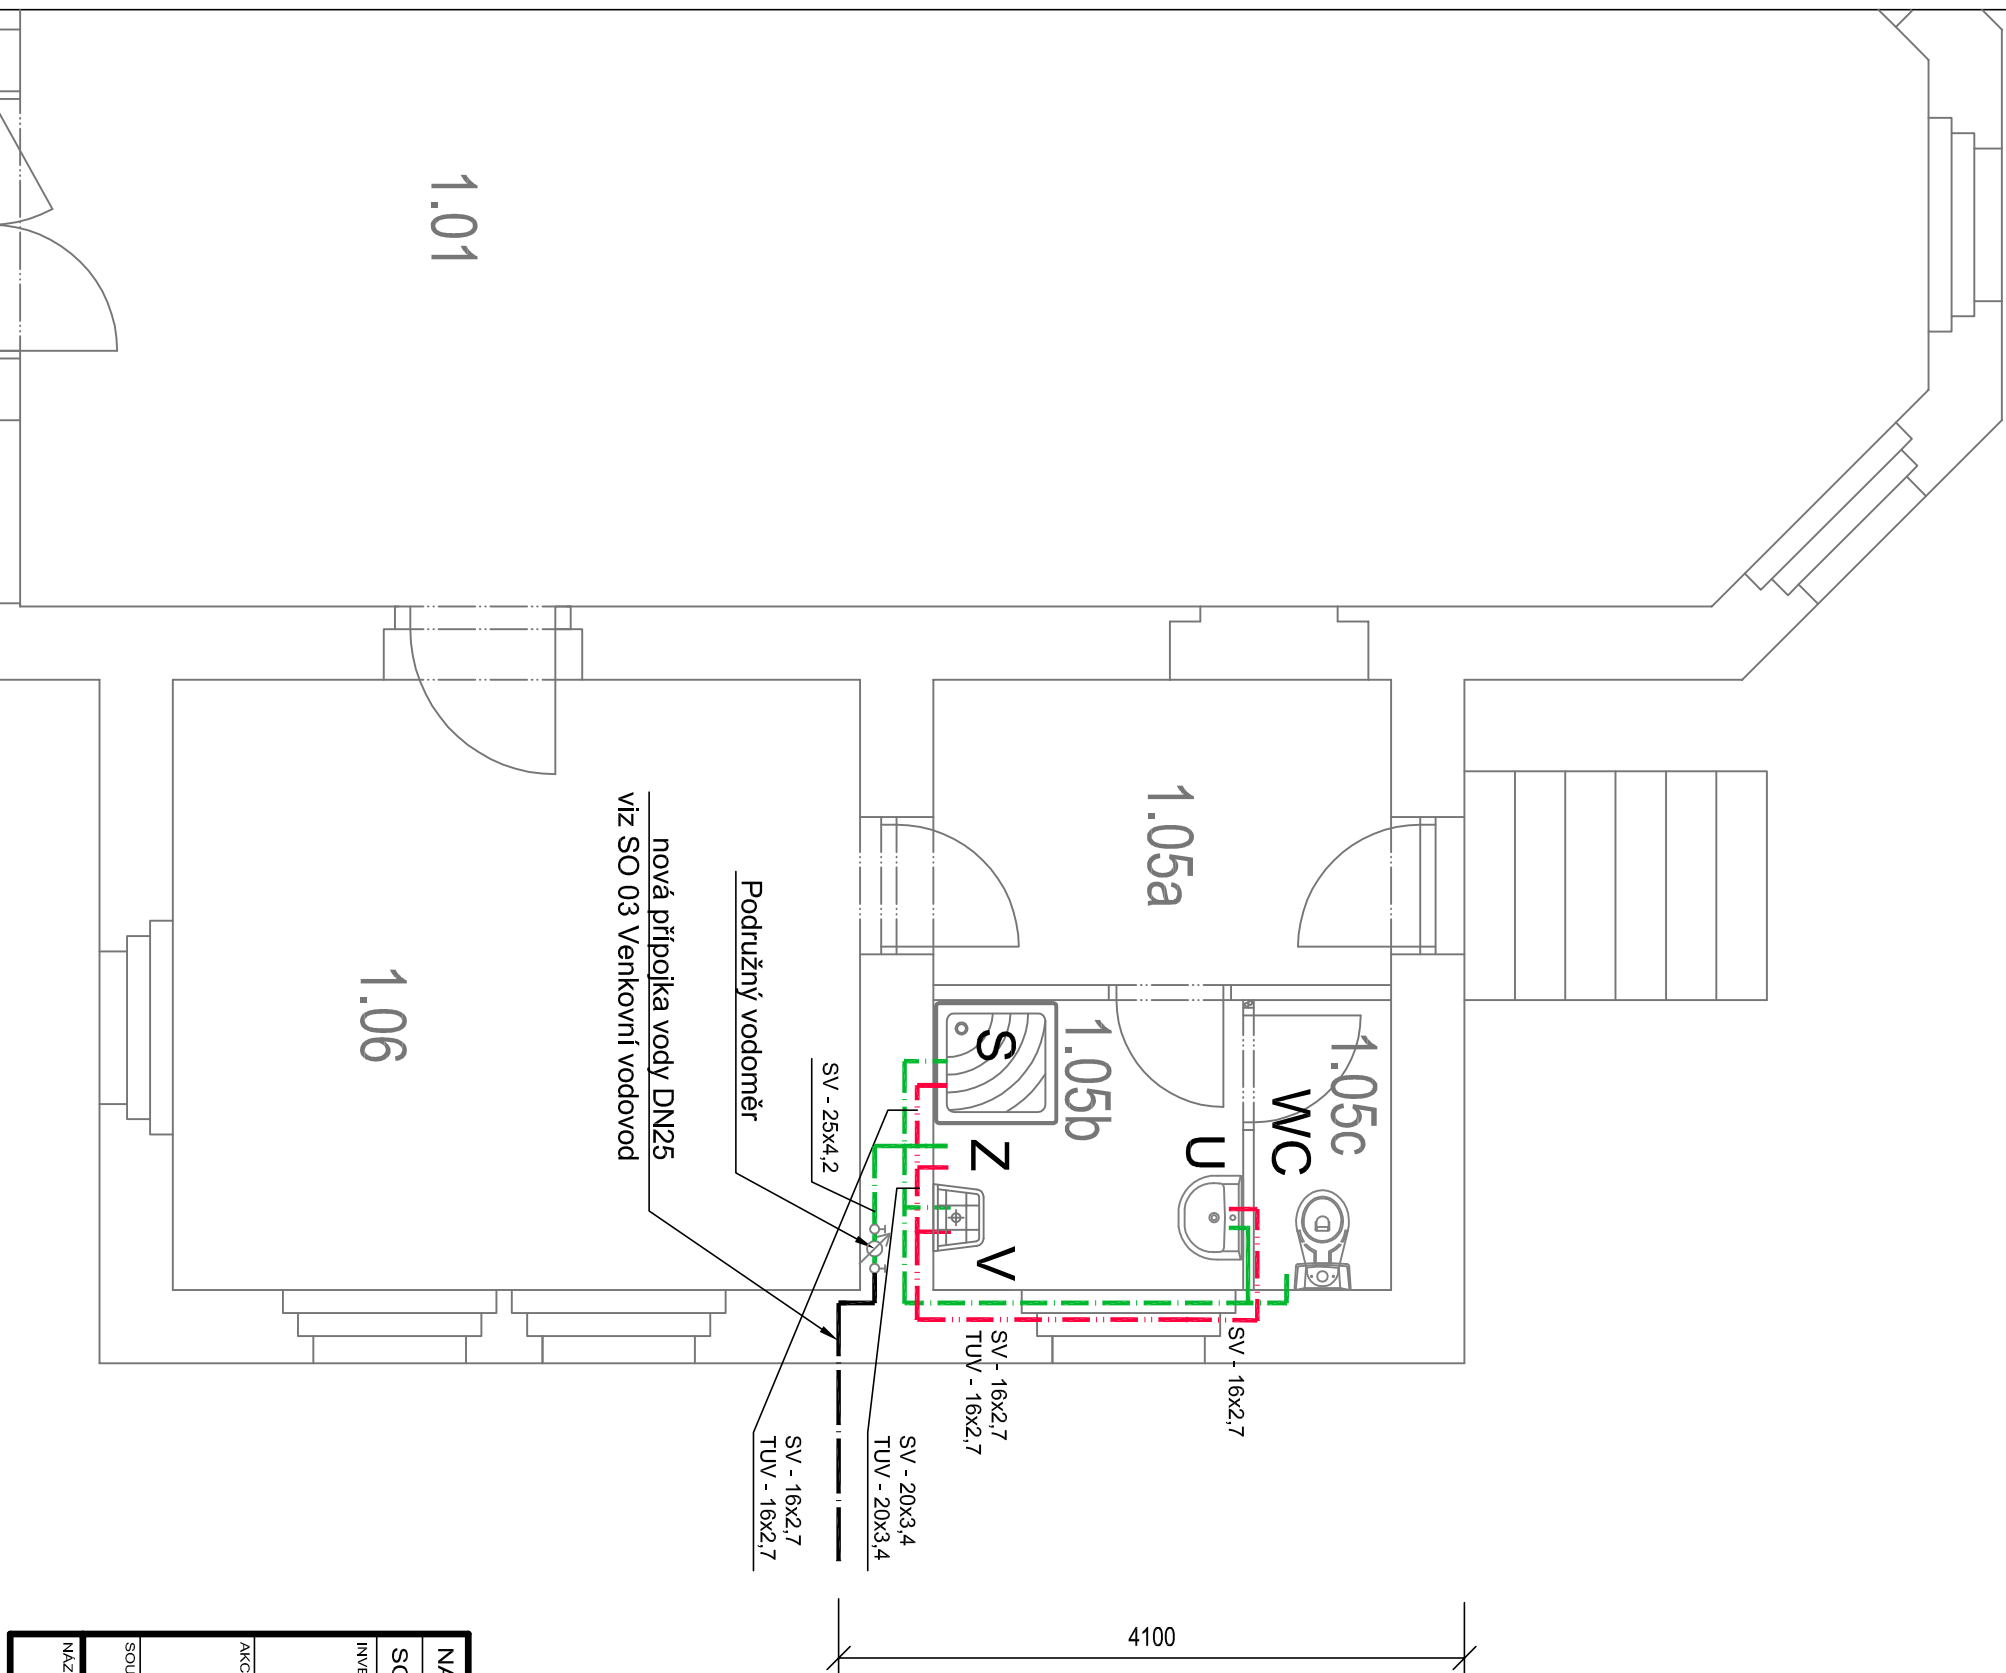 1.01
1.05a
1.05b
1.05c
1.06
S
Z
V
U
WC
nová přípojka vody DN25
viz SO 03 Venkovní vodovod
Podružný vodoměr
SV - 25x4,2
SV - 16x2,7
SV - 16x2,7
TUV - 16x2,7
SV - 20x3,4
TUV - 20x3,4
SV - 16x2,7
TUV - 16x2,7
4100